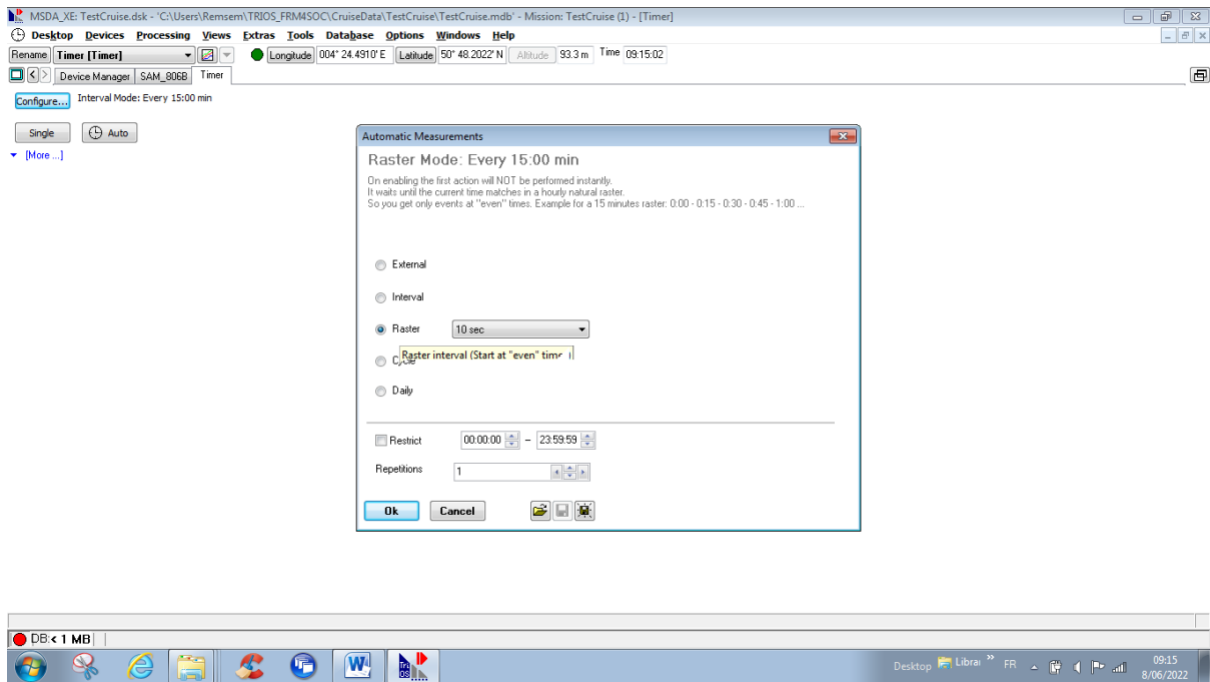 MSDA_XE: TestCruise.dsk - 'C:\Users\Remsem\TRIOS_FRM4SOC\CruiseData\TestCruise\TestCruise.mdb' - Mission: TestCruise (1) - [Timer]
Desktop Devices Processing Views Extras Tools Database Options Windows Help
Rename Timer [Timer] Longitude 004° 24.4910' E Latitude 50° 48.2022' N Altitude 93.3 m Time 09:15:02
Device Manager SAM_806B Timer
Configure... Interval Mode: Every 15:00 min
Single Auto
[More ...]
Automatic Measurements
Raster Mode: Every 15:00 min
On enabling the first action will NOT be performed instantly.
It waits until the current time matches in a hourly natural raster.
So you get only events at "even" times. Example for a 15 minutes raster: 0:00 - 0:15 - 0:30 - 0:45 - 1:00 ...
External
Interval
Raster 10 sec
Raster interval (Start at "even"
Daily
Restrict 00:00:00 – 23:59:59
Repetitions 1
Ok Cancel
DB:< 1 MB
Desktop Librai » FR 09:15
8/06/2022